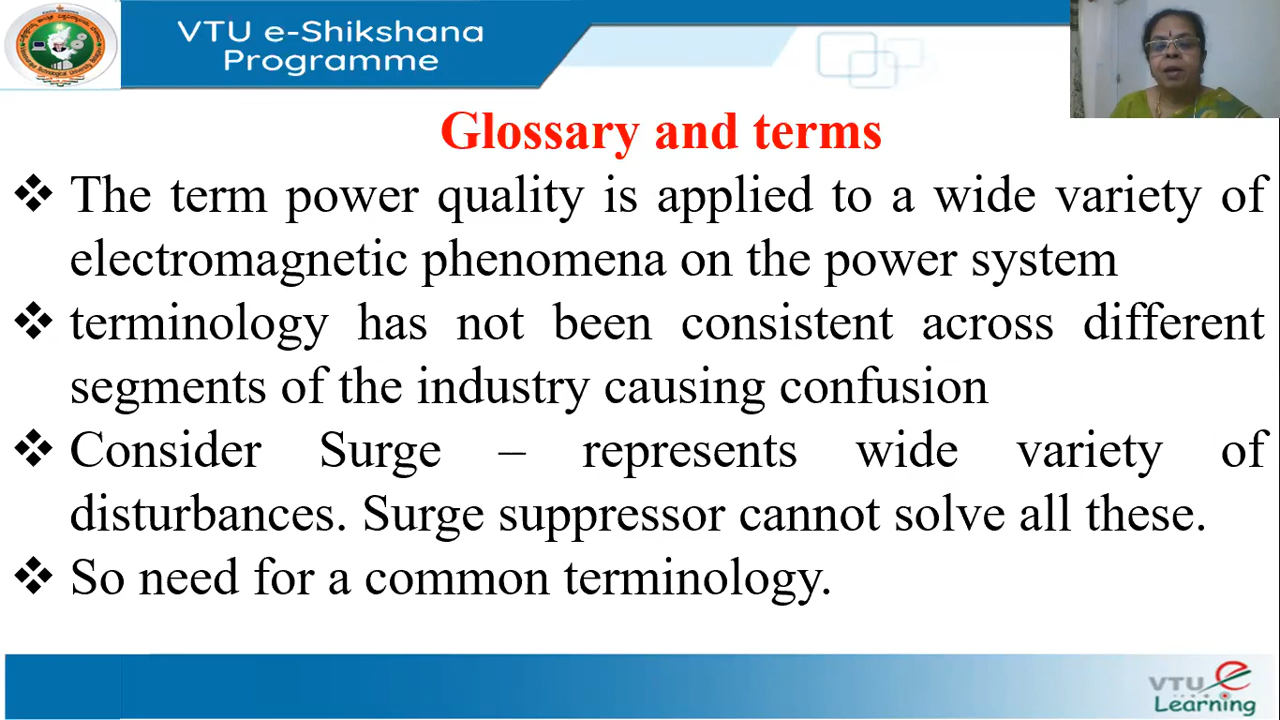 VTU e-Shikshana
Programme
Glossary and terms
❖ The term power quality is applied to a wide variety of
electromagnetic phenomena on the power system
❖ terminology has not been consistent across different
segments of the industry causing confusion
❖ Consider Surge – represents wide variety of
disturbances. Surge suppressor cannot solve all these.
❖ So need for a common terminology.
VTU e
Learning